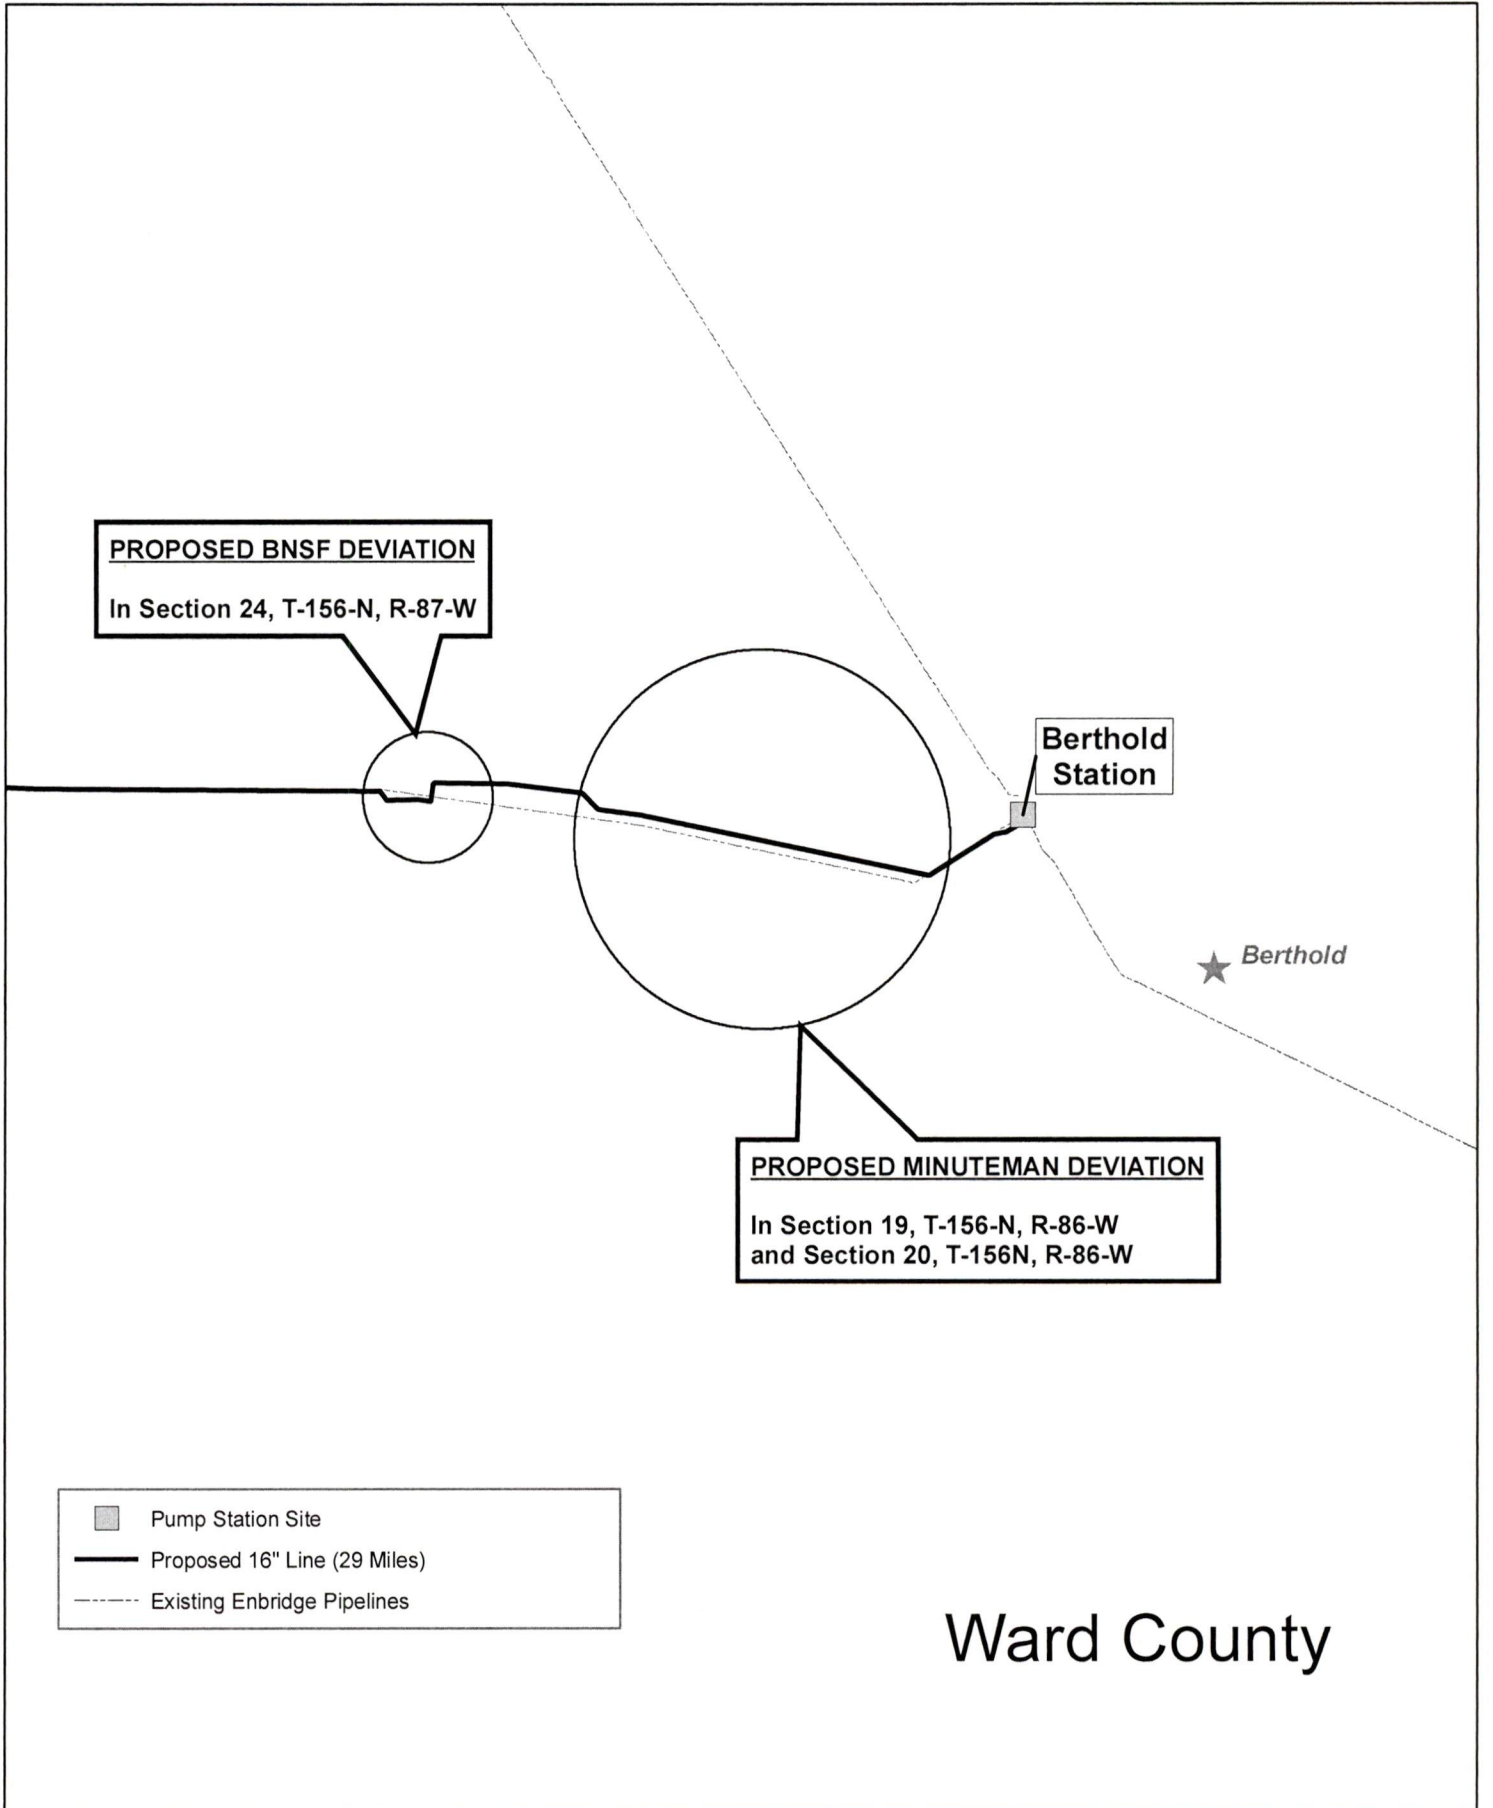 PROPOSED BNSF DEVIATION
In Section 24, T-156-N, R-87-W
Berthold
Station
Berthold
PROPOSED MINUTEMAN DEVIATION
In Section 19, T-156-N, R-86-W
and Section 20, T-156N, R-86-W
Pump Station Site
Proposed 16" Line (29 Miles)
Existing Enbridge Pipelines
Ward County